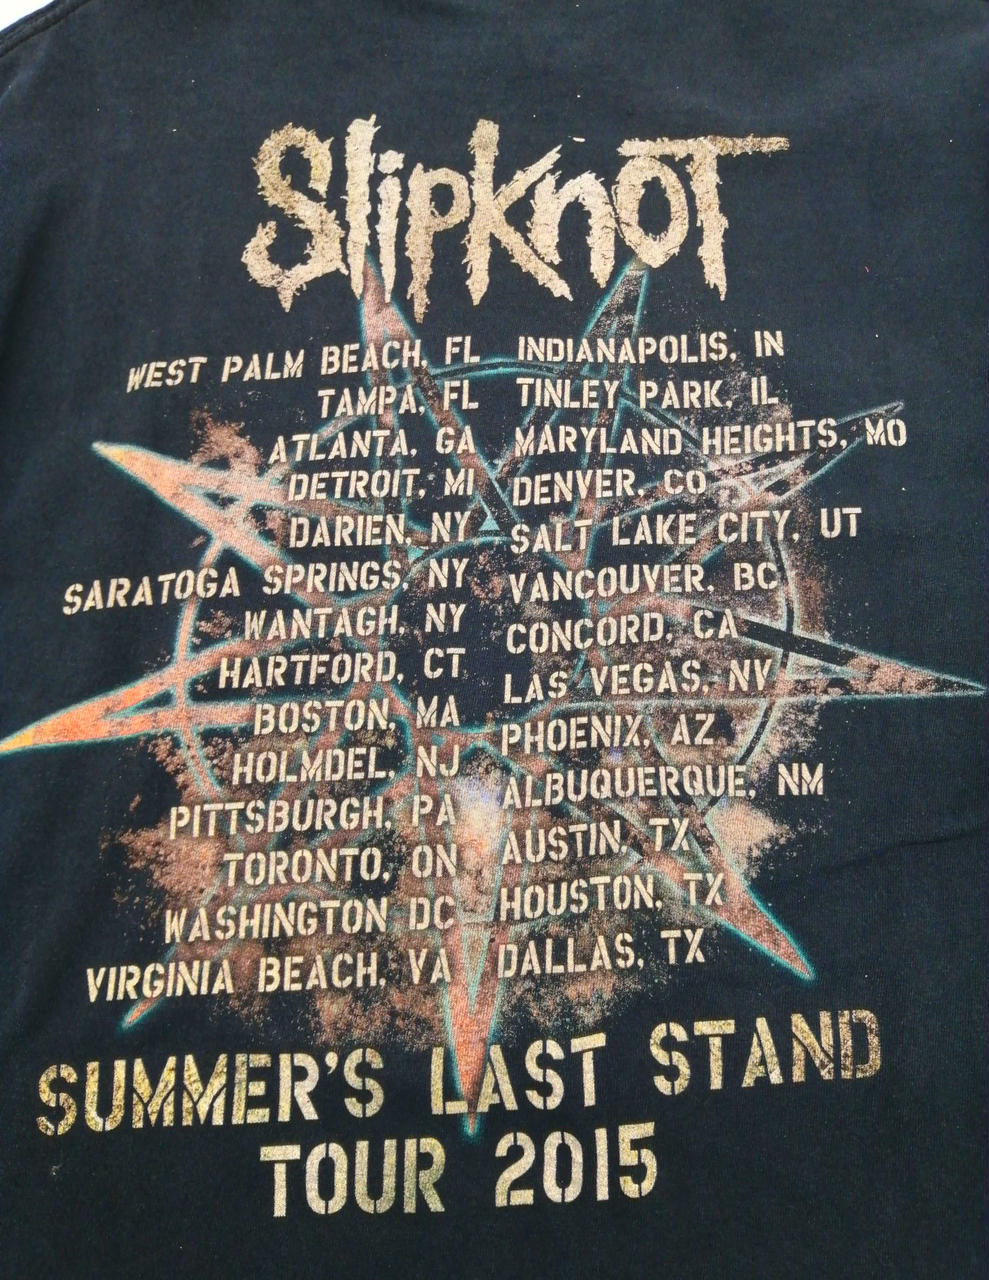 SlipknoT
WEST PALM BEACH, FL
TAMPA, FL
ATLANTA, GA
DETROIT, MI
DARIEN, NY
SARATOGA SPRINGS, NY
WANTAGH, NY
HARTFORD, CT
BOSTON, MA
HOLMDEL, NJ
PITTSBURGH, PA
TORONTO, ON
WASHINGTON DC
VIRGINIA BEACH, VA
INDIANAPOLIS, IN
TINLEY PARK, IL
MARYLAND HEIGHTS, MO
DENVER, CO
SALT LAKE CITY, UT
VANCOUVER, BC
CONCORD, CA
LAS VEGAS, NV
PHOENIX, AZ
ALBUQUERQUE, NM
AUSTIN, TX
HOUSTON, TX
DALLAS, TX
SUMMER'S LAST STAND
TOUR 2015